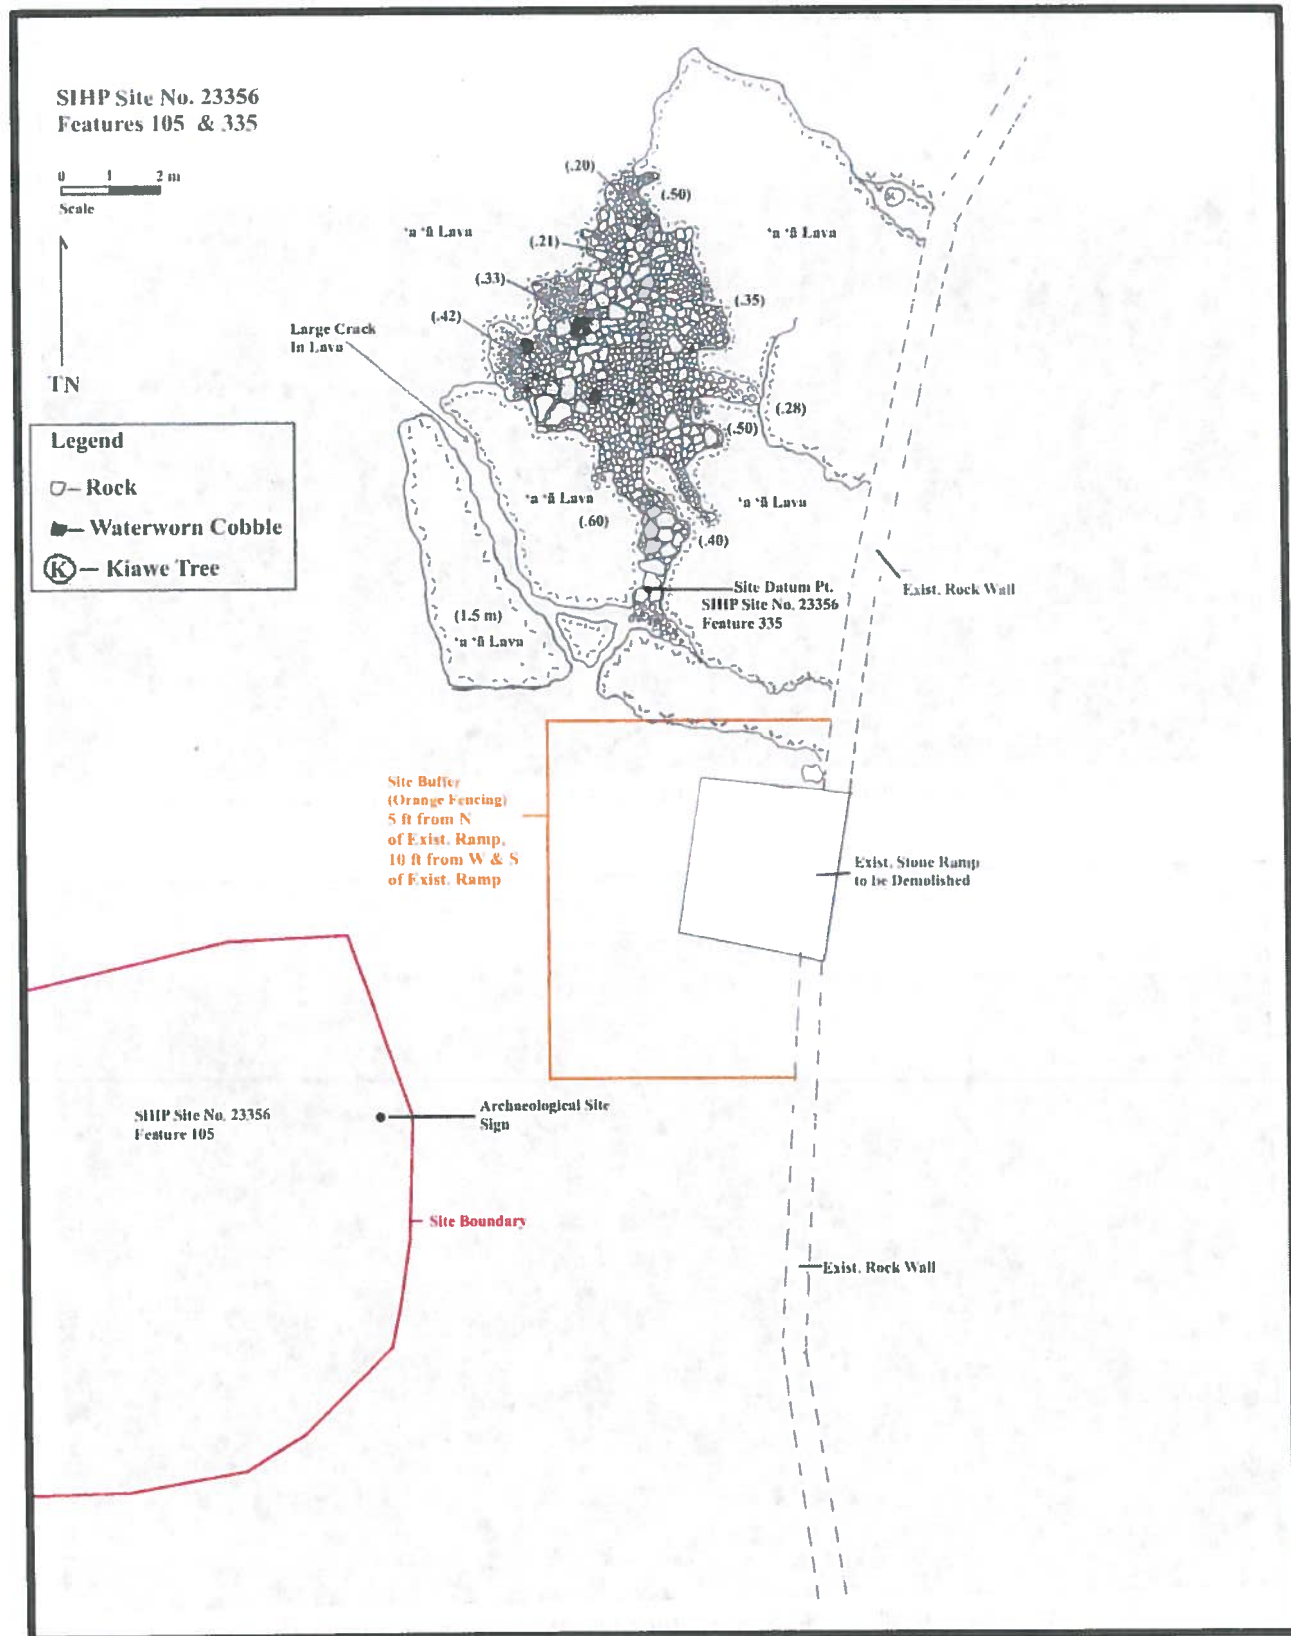 SIHP Site No. 23356
Features 105 & 335
0 1 2 m
Scale
TN
Legend
Rock
Waterworn Cobble
K
Kiawe Tree
(.20)
(.50)
'a 'ā Lava
'a 'ā Lava
K
(.21)
(.33)
(.35)
(.42)
Large Crack
In Lava
(.28)
(.50)
'a 'ā Lava
(.60)
'a 'ā Lava
(.40)
Site Datum Pt.
SIHP Site No. 23356
Feature 335
Exist. Rock Wall
(1.5 m)
'a 'ā Lava
Site Buffer
(Orange Fencing)
5 ft from N
of Exist. Ramp,
10 ft from W & S
of Exist. Ramp
Exist. Stone Ramp
to be Demolished
SIHP Site No. 23356
Feature 105
Archaeological Site
Sign
Site Boundary
Exist. Rock Wall